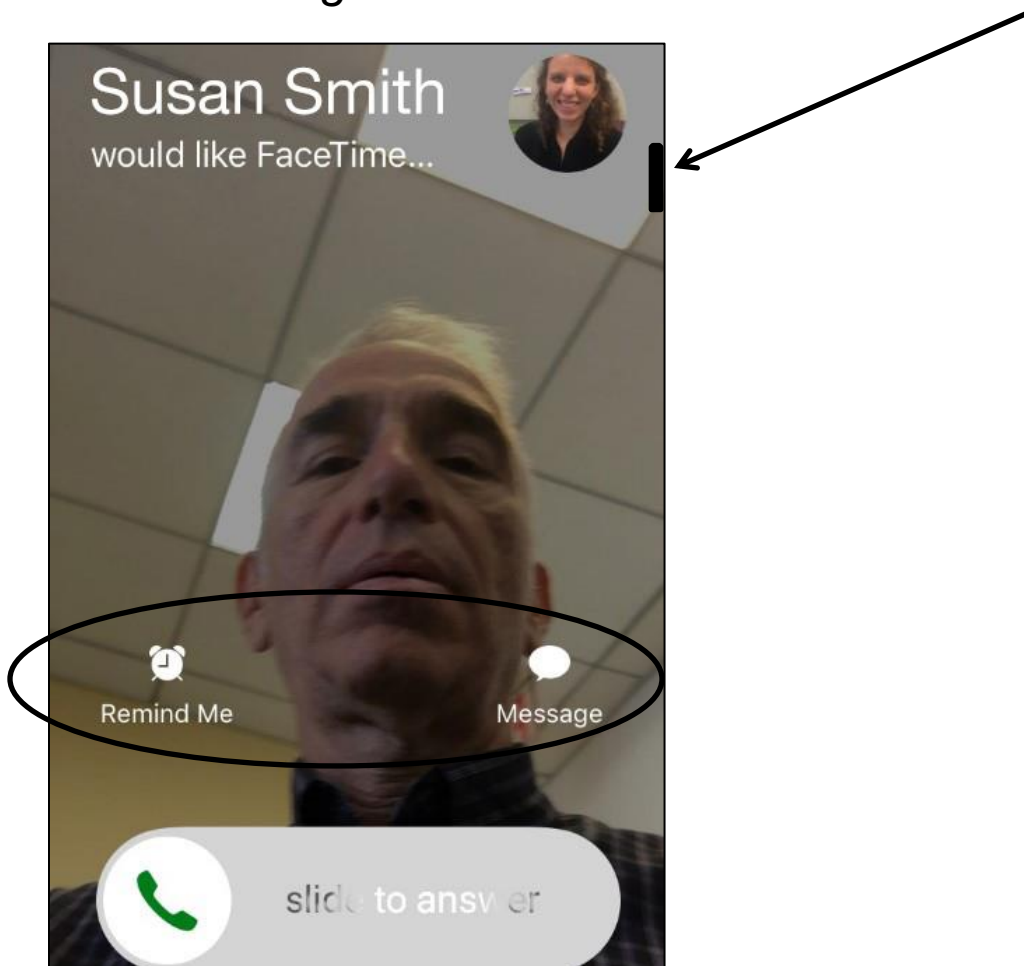 Susan Smith
would like FaceTime...
Remind Me
Message
slide to answer